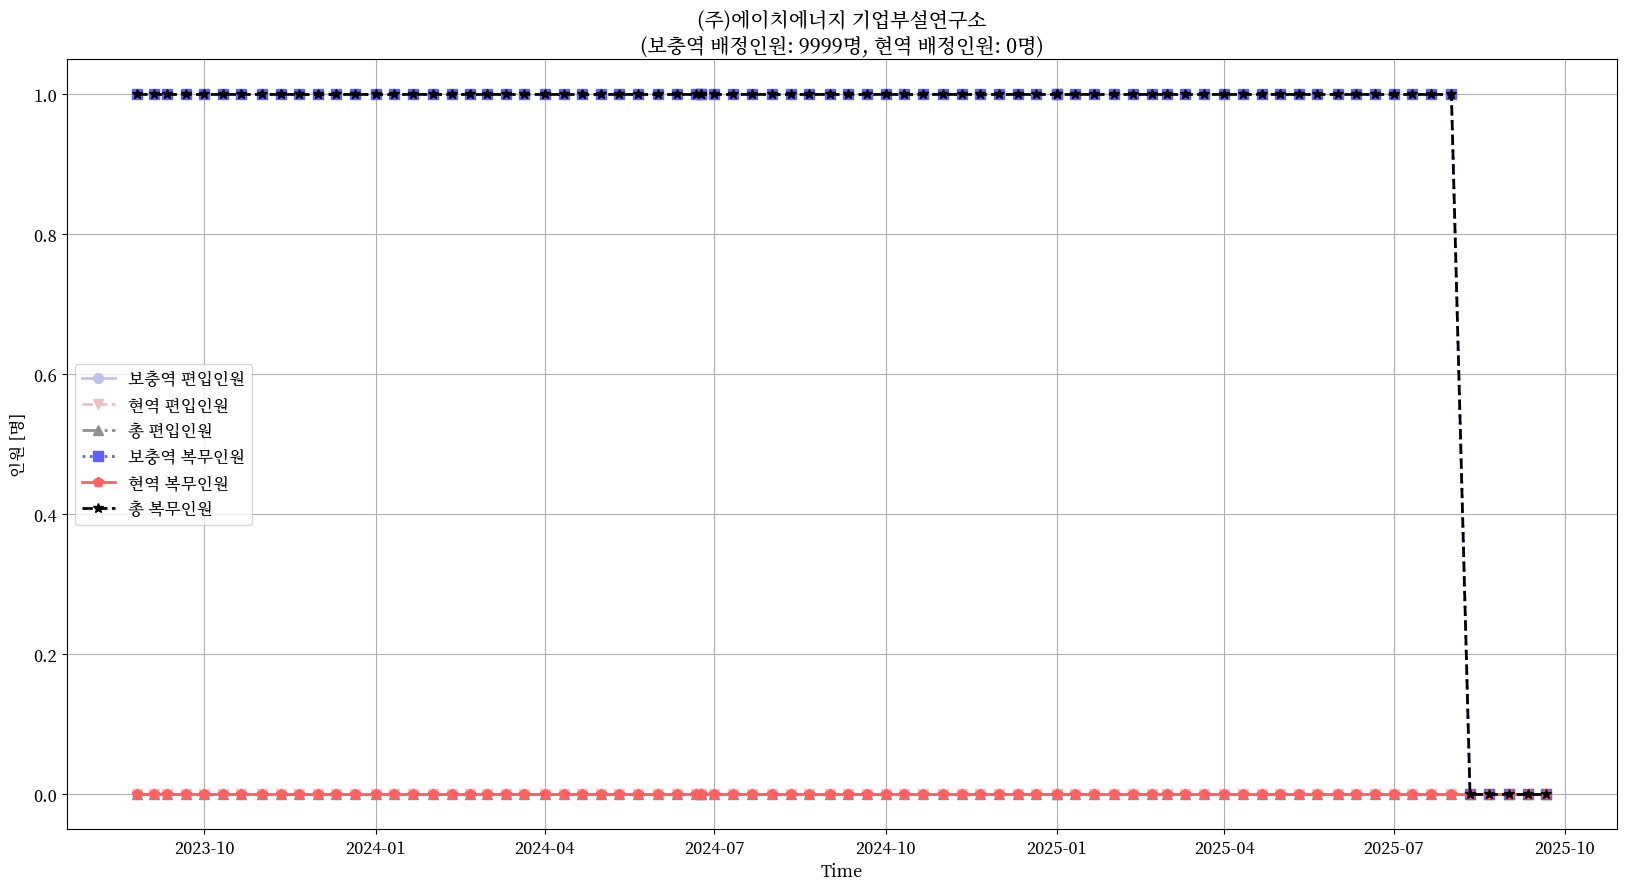 (주)에이치에너지 기업부설연구소
(보충역 배정인원: 9999명, 현역 배정인원: 0명)
인원 [명]
1.0
0.8
0.6
0.4
0.2
0.0
보충역 편입인원
현역 편입인원
총 편입인원
보충역 복무인원
현역 복무인원
총 복무인원
2023-10
2024-01
2024-04
2024-07
2024-10
2025-01
2025-04
2025-07
2025-10
Time